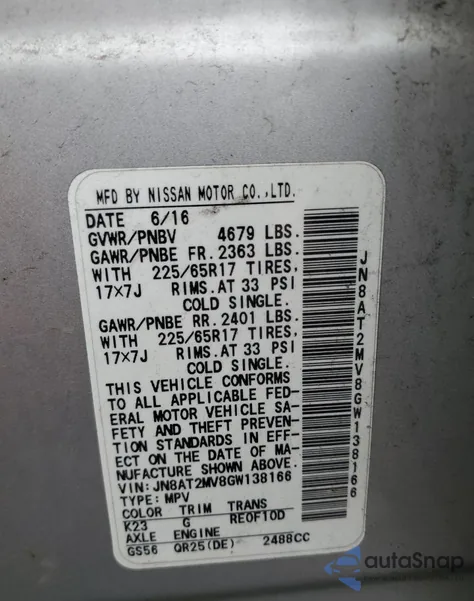 MFD BY NISSAN MOTOR CO.,LTD.
DATE 6/16
GVWR/PNBV 4679 LBS.
GAWR/PNBE FR. 2363 LBS.
WITH 225/65R17 TIRES,
17×7J RIMS.AT 33 PSI
COLD SINGLE.
GAWR/PNBE RR. 2401 LBS.
WITH 225/65R17 TIRES,
17×7J RIMS.AT 33 PSI
COLD SINGLE.
THIS VEHICLE CONFORMS
TO ALL APPLICABLE FED-
ERAL MOTOR VEHICLE SA-
FETY AND THEFT PREVEN-
TION STANDARDS IN EFF-
ECT ON THE DATE OF MA-
NUFACTURE SHOWN ABOVE.
VIN: JN8AT2MV8GW138166
TYPE: MPV
COLOR TRIM TRANS
K23 G RE0F10D
AXLE ENGINE
GS56 QR25(DE) 2488CC
JN8AT2MV8GW138166
autoSnap